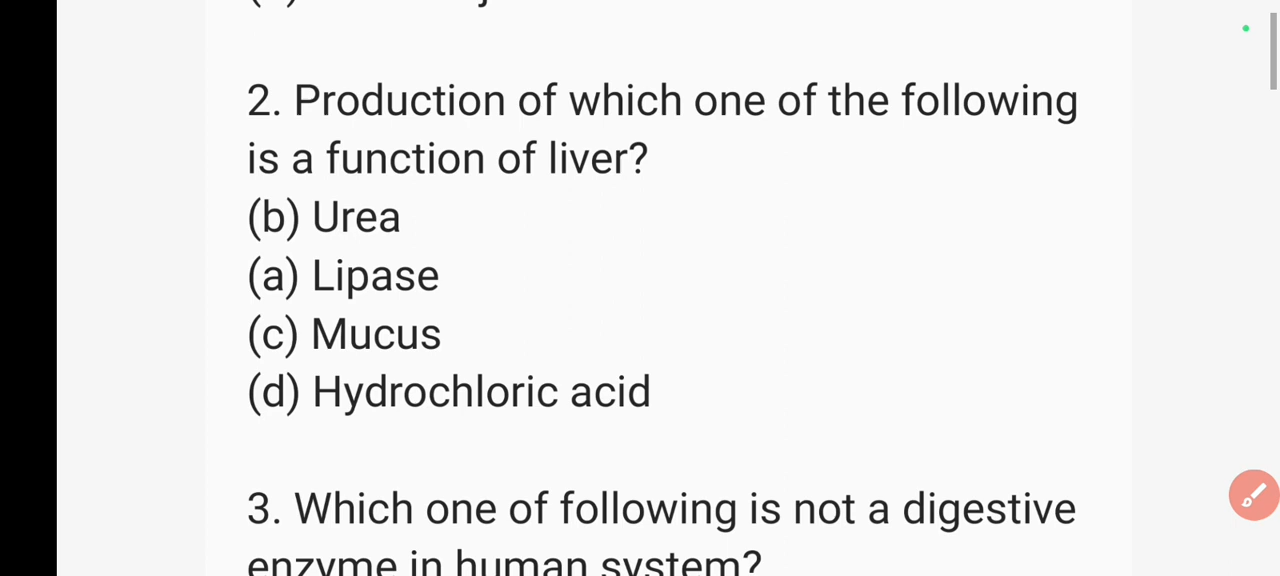 2. Production of which one of the following
is a function of liver?
(b) Urea
(a) Lipase
(c) Mucus
(d) Hydrochloric acid
3. Which one of following is not a digestive
enzyme in human system?